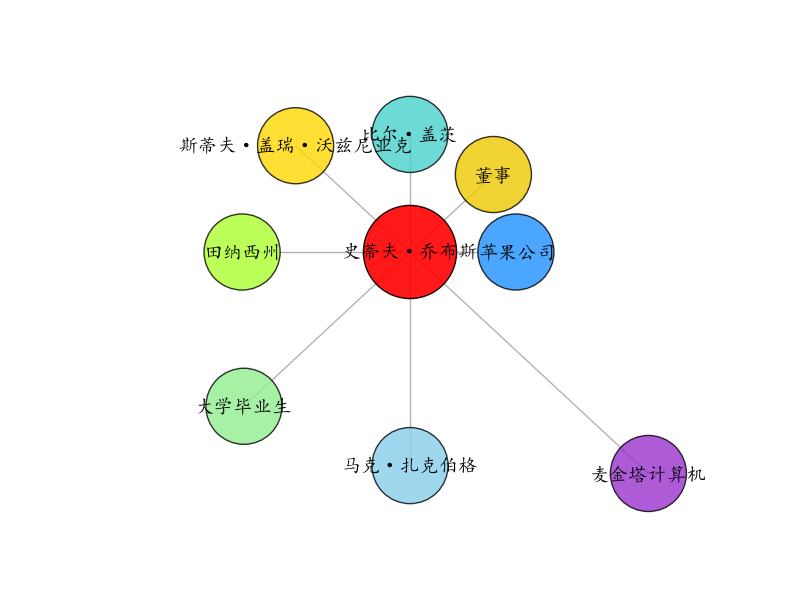 比尔•盖茨
斯蒂夫•盖瑞•沃兹尼亚克
董事
田纳西州
史蒂夫•乔布斯
苹果公司
大学毕业生
马克•扎克伯格
麦金塔计算机